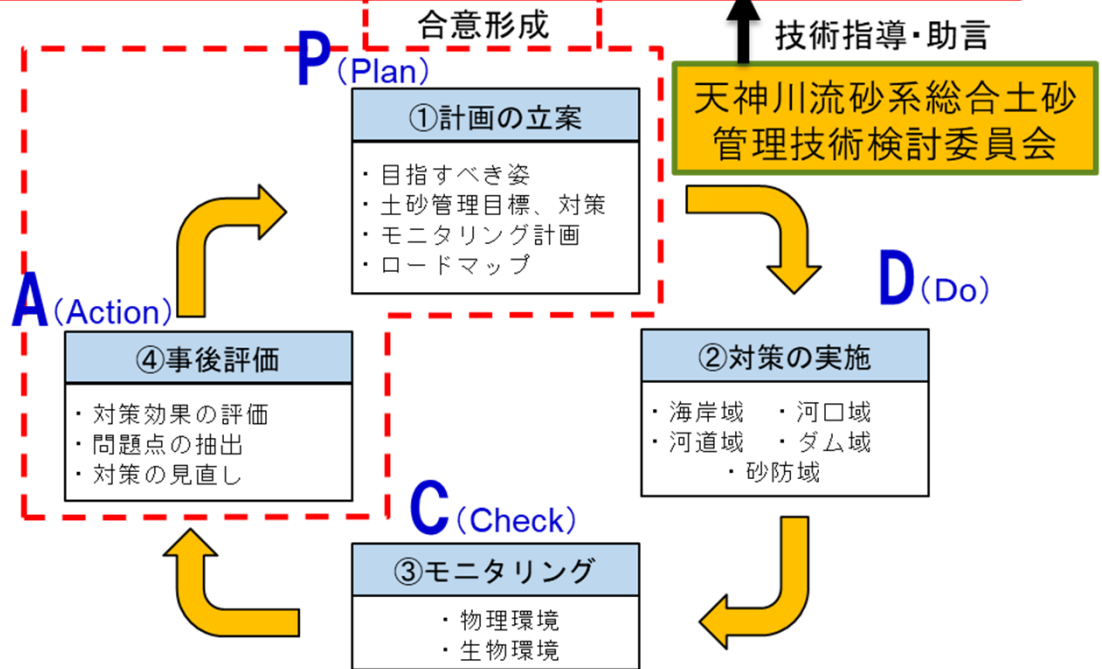 合意形成
技術指導・助言
天神川流砂系総合土砂
管理技術検討委員会
P(Plan)
①計画の立案
・目指すべき姿
・土砂管理目標、対策
・モニタリング計画
・ロードマップ
D(Do)
②対策の実施
・海岸域 ・河口域
・河道域 ・ダム域
・砂防域
C(Check)
③モニタリング
・物理環境
・生物環境
A(Action)
④事後評価
・対策効果の評価
・問題点の抽出
・対策の見直し